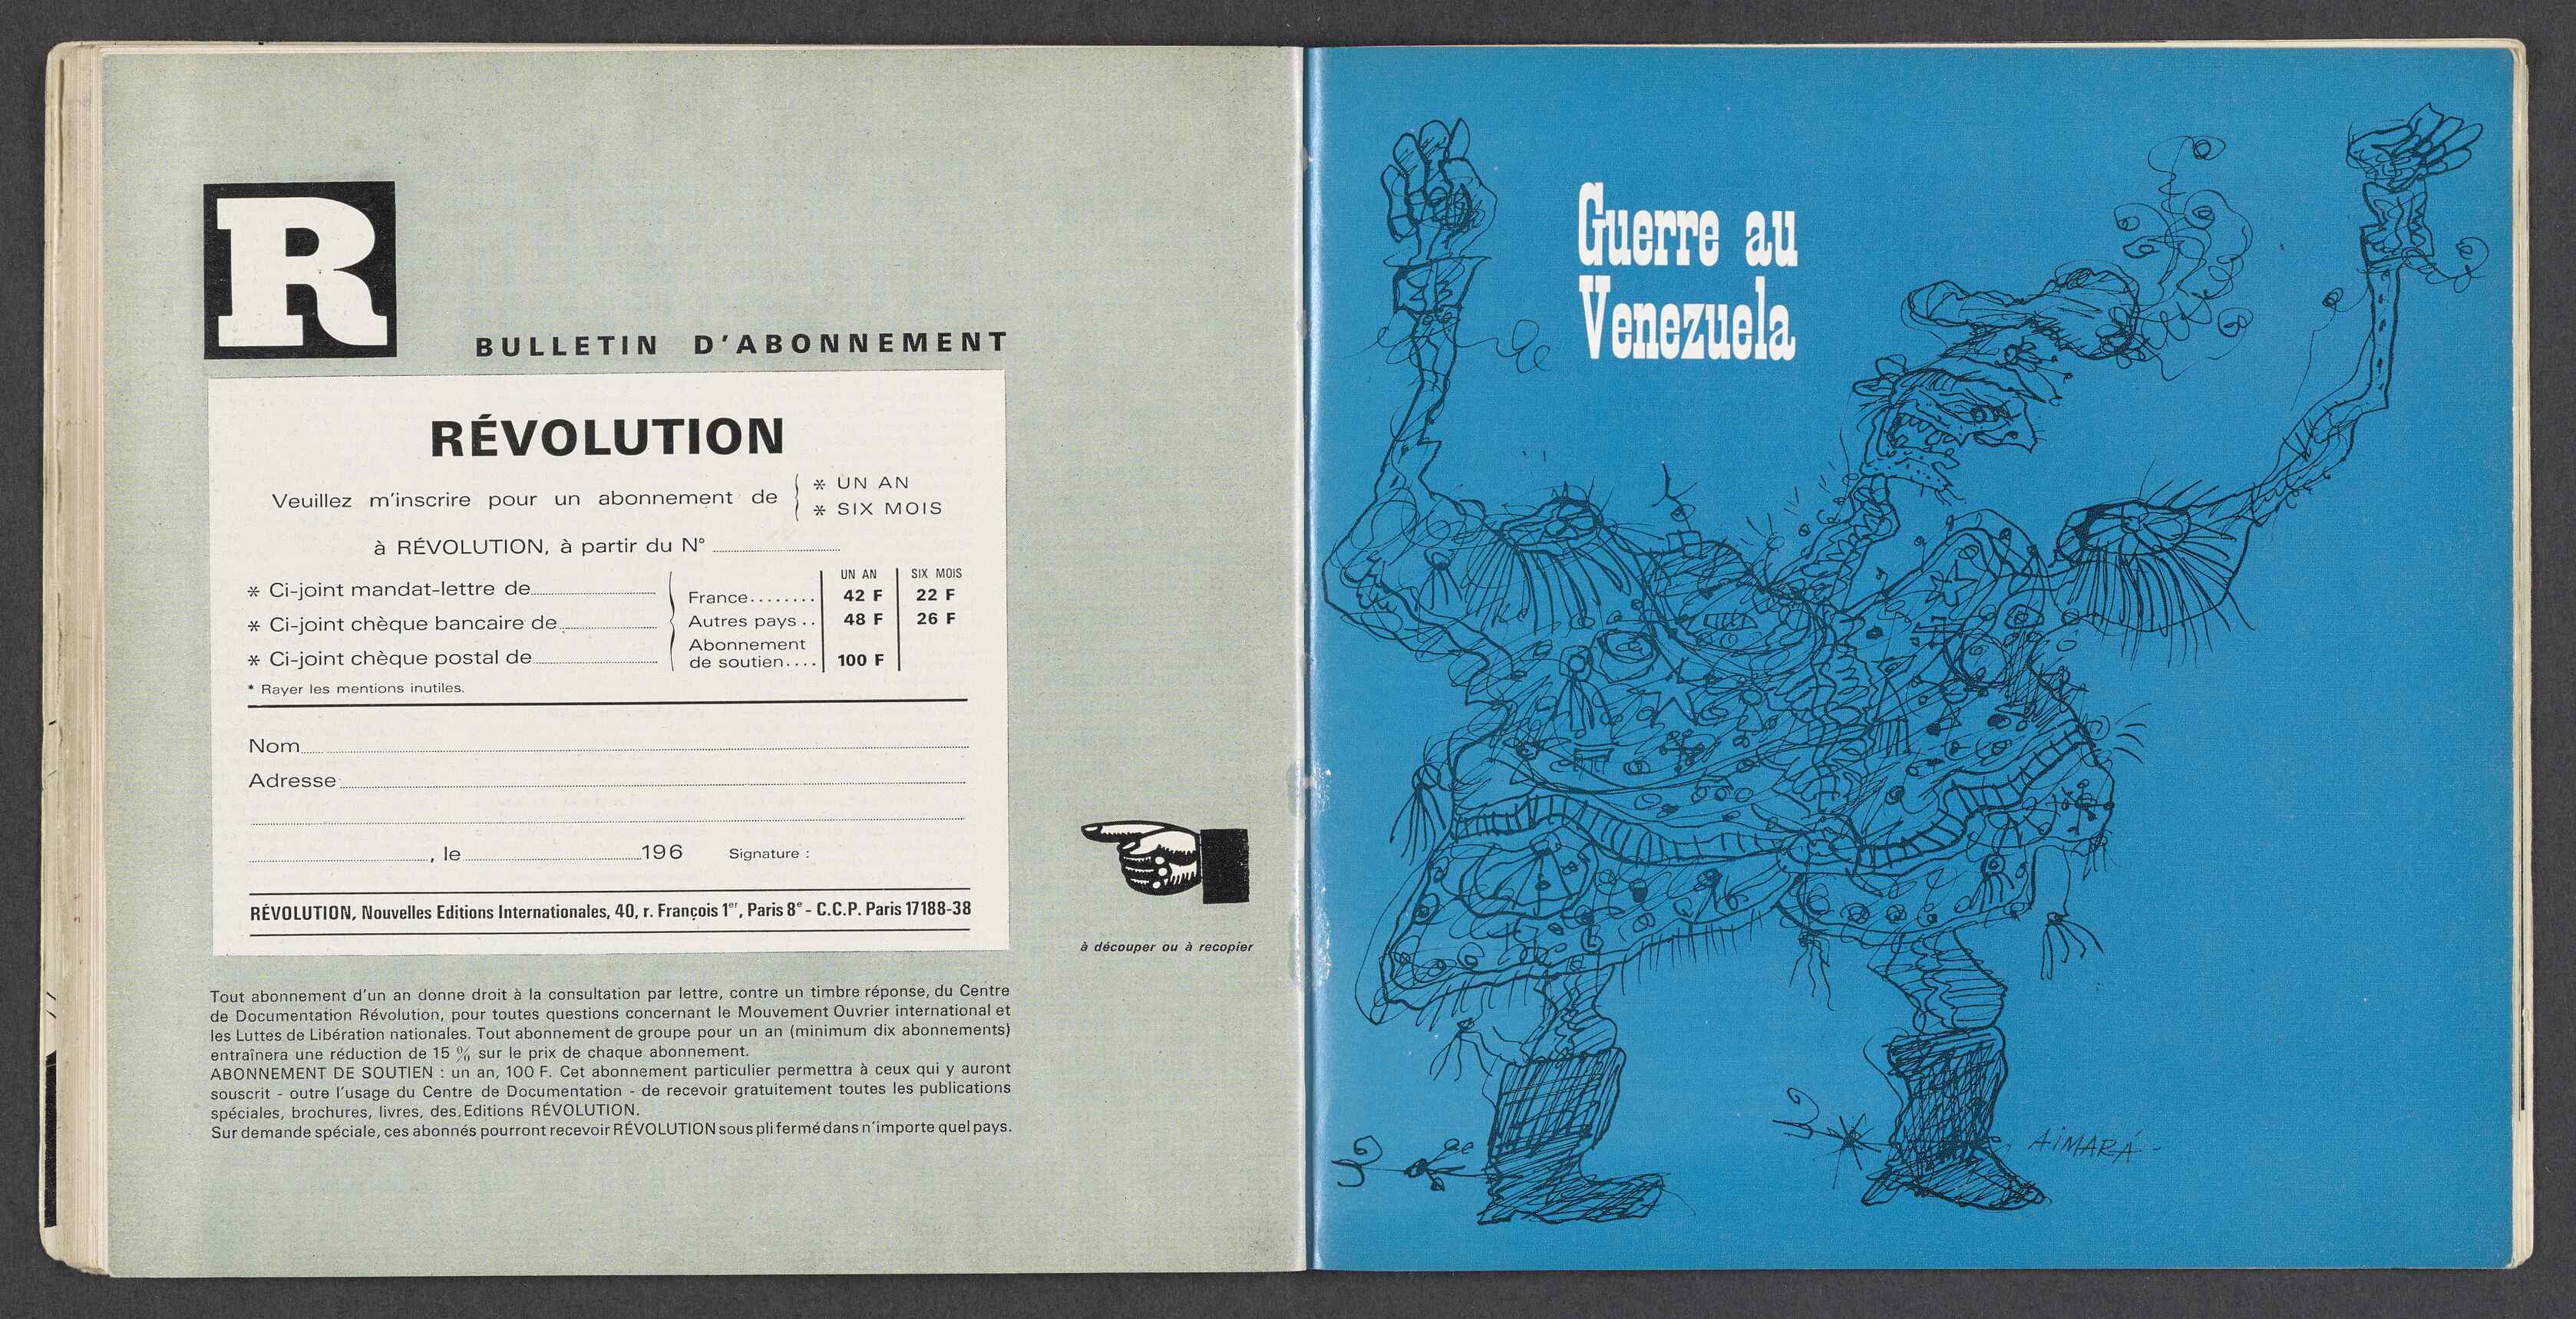 R
BULLETIN D'ABONNEMENT
RÉVOLUTION
Veuillez m'inscrire pour un abonnement de
* UN AN
* SIX MOIS
à RÉVOLUTION, à partir du N°
* Ci-joint mandat-lettre de
* Ci-joint chèque bancaire de
* Ci-joint chèque postal de
UN AN SIX MOIS
France........ 42 F 22 F
Autres pays .. 48 F 26 F
Abonnement
de soutien.... 100 F
* Rayer les mentions inutiles.
Nom
Adresse
, le 196 Signature :
RÉVOLUTION, Nouvelles Editions Internationales, 40, r. François 1er, Paris 8e - C.C.P. Paris 17188-38
à découper ou à recopier
Tout abonnement d'un an donne droit à la consultation par lettre, contre un timbre réponse, du Centre
de Documentation Révolution, pour toutes questions concernant le Mouvement Ouvrier international et
les Luttes de Libération nationales. Tout abonnement de groupe pour un an (minimum dix abonnements)
entraînera une réduction de 15 % sur le prix de chaque abonnement.
ABONNEMENT DE SOUTIEN : un an, 100 F. Cet abonnement particulier permettra à ceux qui y auront
souscrit - outre l'usage du Centre de Documentation - de recevoir gratuitement toutes les publications
spéciales, brochures, livres, des Editions RÉVOLUTION.
Sur demande spéciale, ces abonnés pourront recevoir RÉVOLUTION sous pli fermé dans n'importe quel pays.
Guerre au
Venezuela
AiMARÁ